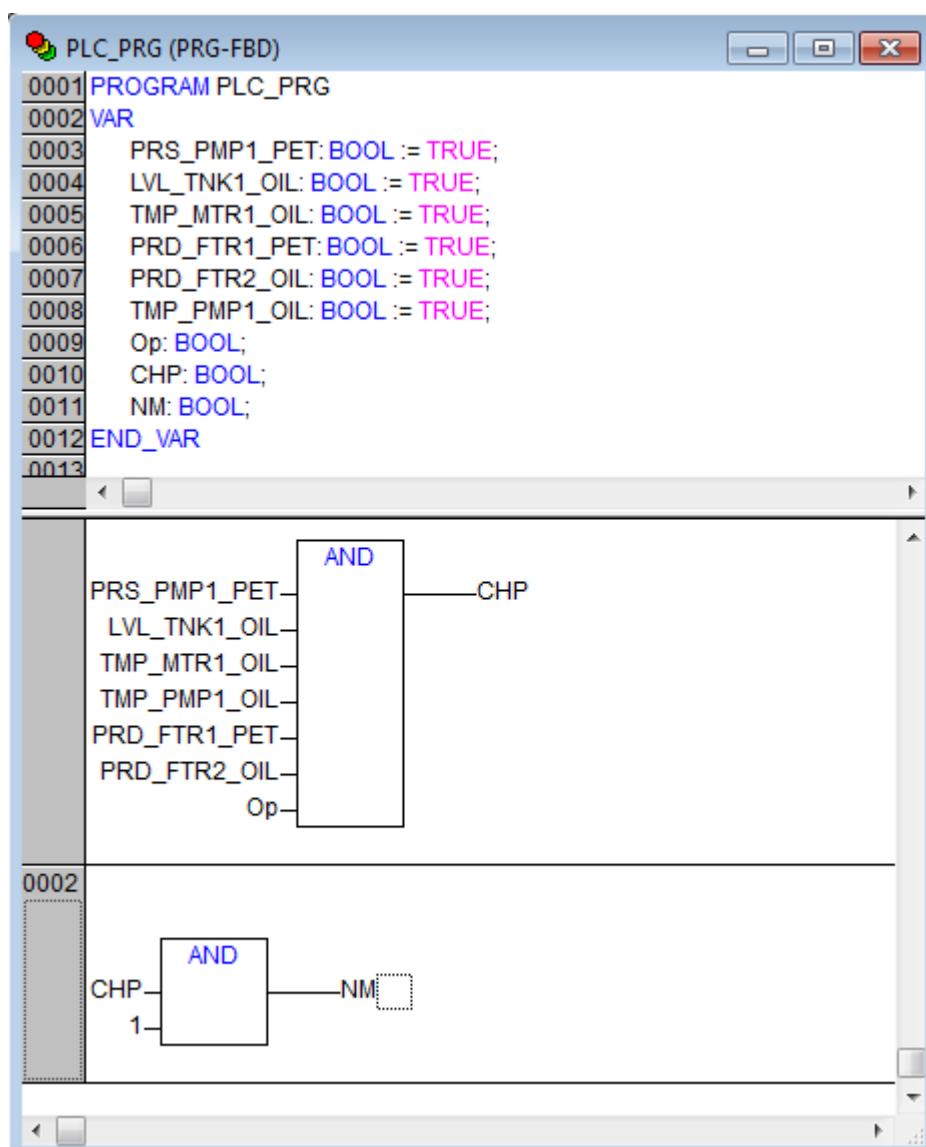 PLC_PRG (PRG-FBD)
0001 PROGRAM PLC_PRG
0002 VAR
0003 PRS_PMP1_PET: BOOL := TRUE;
0004 LVL_TNK1_OIL: BOOL := TRUE;
0005 TMP_MTR1_OIL: BOOL := TRUE;
0006 PRD_FTR1_PET: BOOL := TRUE;
0007 PRD_FTR2_OIL: BOOL := TRUE;
0008 TMP_PMP1_OIL: BOOL := TRUE;
0009 Op: BOOL;
0010 CHP: BOOL;
0011 NM: BOOL;
0012 END_VAR
0013
AND
PRS_PMP1_PET CHP
LVL_TNK1_OIL
TMP_MTR1_OIL
TMP_PMP1_OIL
PRD_FTR1_PET
PRD_FTR2_OIL
Op
0002
AND
CHP NM
1